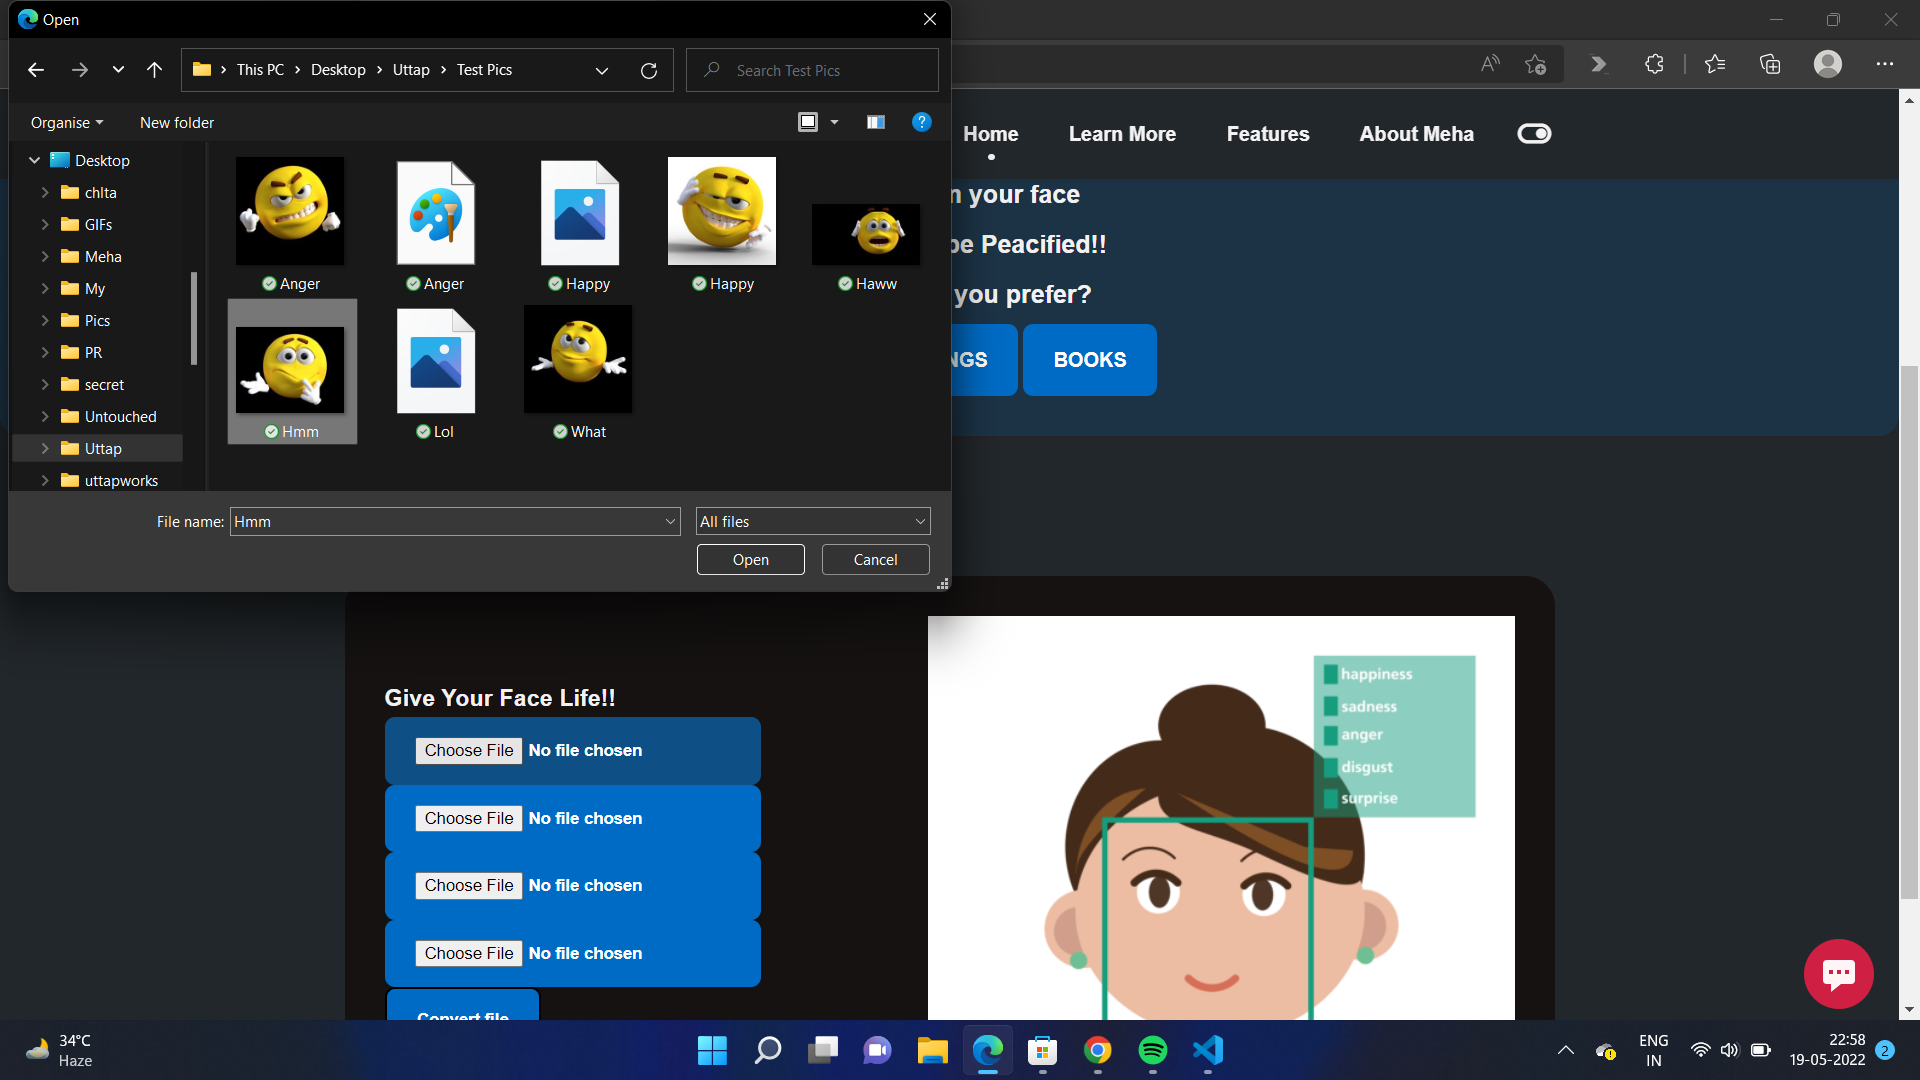 Open
This PC
Desktop
Uttap
Test Pics
Search Test Pics
Organise
New folder
?
Desktop
chIta
GIFs
Meha
My
Pics
PR
secret
Untouched
Uttap
uttapworks
Anger
Anger
Happy
Happy
Haww
Hmm
Lol
What
File name:
Hmm
All files
Open
Cancel
Home
Learn More
Features
About Meha
n your face
be Peacified!!
you prefer?
NGS
BOOKS
Give Your Face Life!!
Choose File No file chosen
Choose File No file chosen
Choose File No file chosen
Choose File No file chosen
Convert file
happiness
sadness
anger
disgust
surprise
34°C
Haze
ENG
IN
22:58
19-05-2022
2